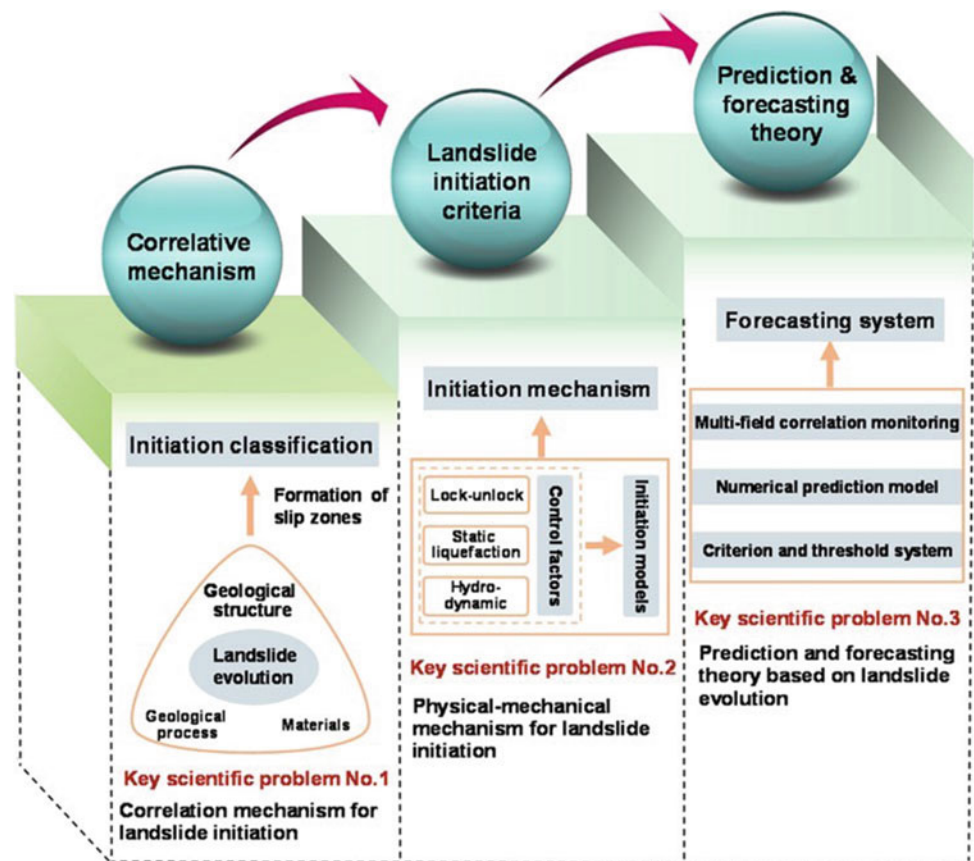 Correlative
mechanism
Landslide
initiation
criteria
Prediction &
forecasting
theory
Initiation classification
Formation of
slip zones
Geological
structure
Landslide
evolution
Geological
process
Materials
Key scientific problem No.1
Correlation mechanism for
landslide initiation
Initiation mechanism
Lock-unlock
Static
liquefaction
Hydro-
dynamic
Control factors
Initiation models
Key scientific problem No.2
Physical-mechanical
mechanism for landslide
initiation
Forecasting system
Multi-field correlation monitoring
Numerical prediction model
Criterion and threshold system
Key scientific problem No.3
Prediction and forecasting
theory based on landslide
evolution